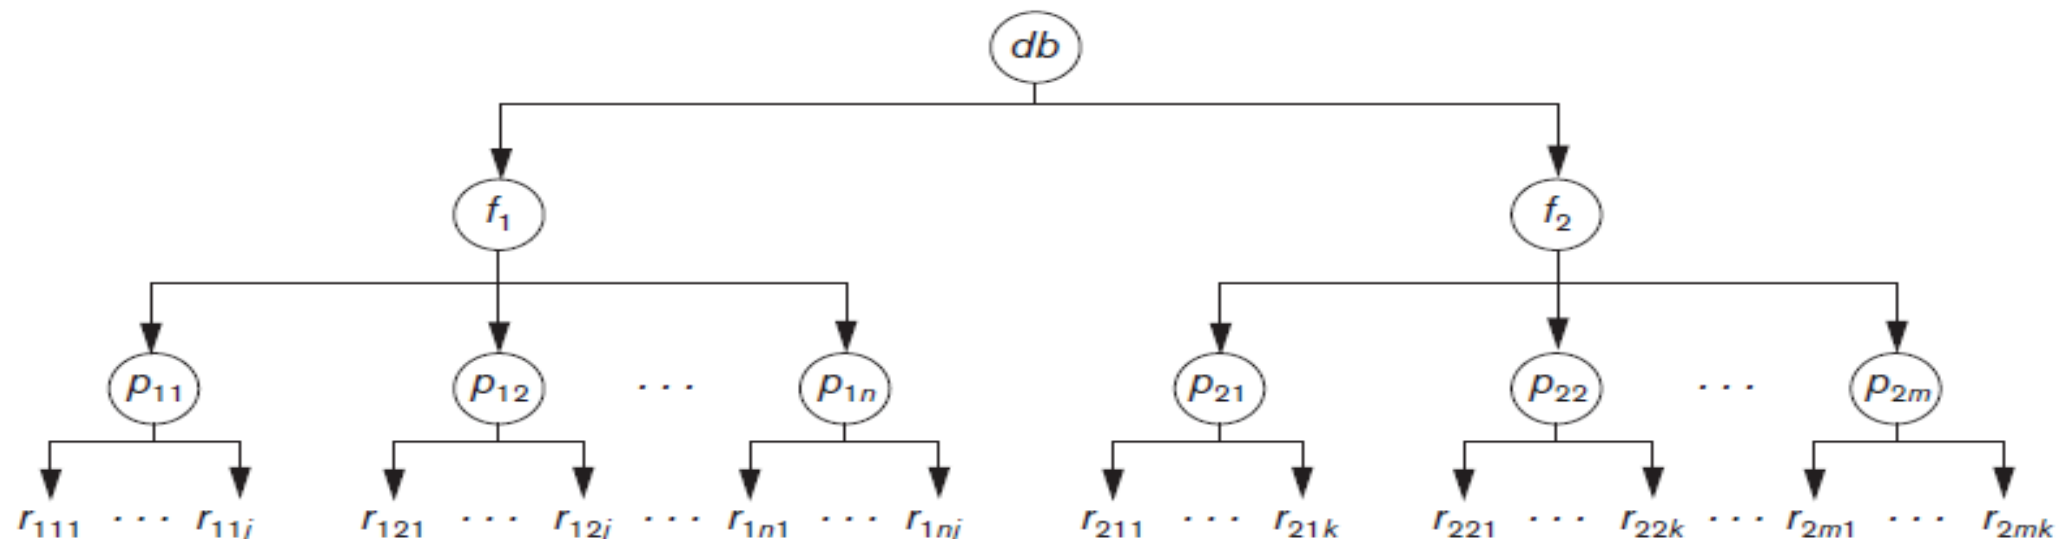 db
f₁ f₂
p₁₁ p₁₂ ... p₁ₙ p₂₁ p₂₂ ... p₂ₘ
r₁₁₁ ... r₁₁ⱼ r₁₂₁ ... r₁₂ⱼ ... r₁ₙ₁ ... r₁ₙⱼ r₂₁₁ ... r₂₁ₖ r₂₂₁ ... r₂₂ₖ ... r₂ₘ₁ ... r₂ₘₖ